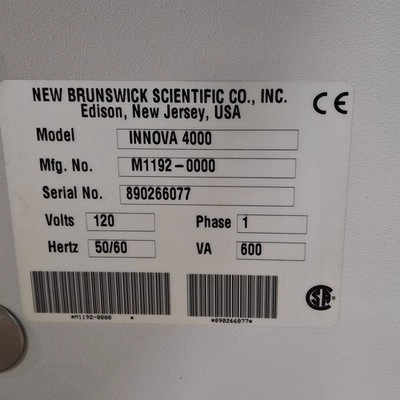 NEW BRUNSWICK SCIENTIFIC CO., INC.
Edison, New Jersey, USA
CE
Model INNOVA 4000
Mfg. No. M1192-0000
Serial No. 890266077
Volts 120 Phase 1
Hertz 50/60 VA 600
*M1192-0000 *
*890266077*
SA